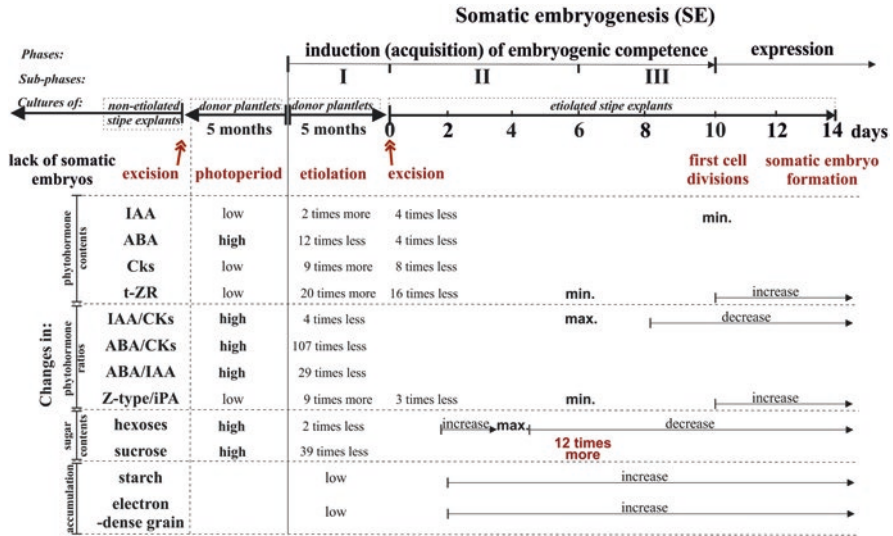 Somatic embryogenesis (SE)
Phases: induction (acquisition) of embryogenic competence expression
Sub-phases: I II III
Cultures of: non-etiolated stipe explants donor plantlets 5 months donor plantlets 5 months etiolated stipe explants
0 2 4 6 8 10 12 14 days
lack of somatic embryos excision photoperiod etiolation excision first cell divisions somatic embryo formation
Changes in:
phytohormone contents
IAA low 2 times more 4 times less min.
ABA high 12 times less 4 times less
Cks low 9 times more 8 times less
t-ZR low 20 times more 16 times less min. increase
phytohormone ratios
IAA/CKs high 4 times less max. decrease
ABA/CKs high 107 times less
ABA/IAA high 29 times less
Z-type/iPA low 9 times more 3 times less min. increase
sugar contents
hexoses high 2 times less increase max. decrease
sucrose high 39 times less 12 times more
accumulation
starch low increase
electron -dense grain low increase